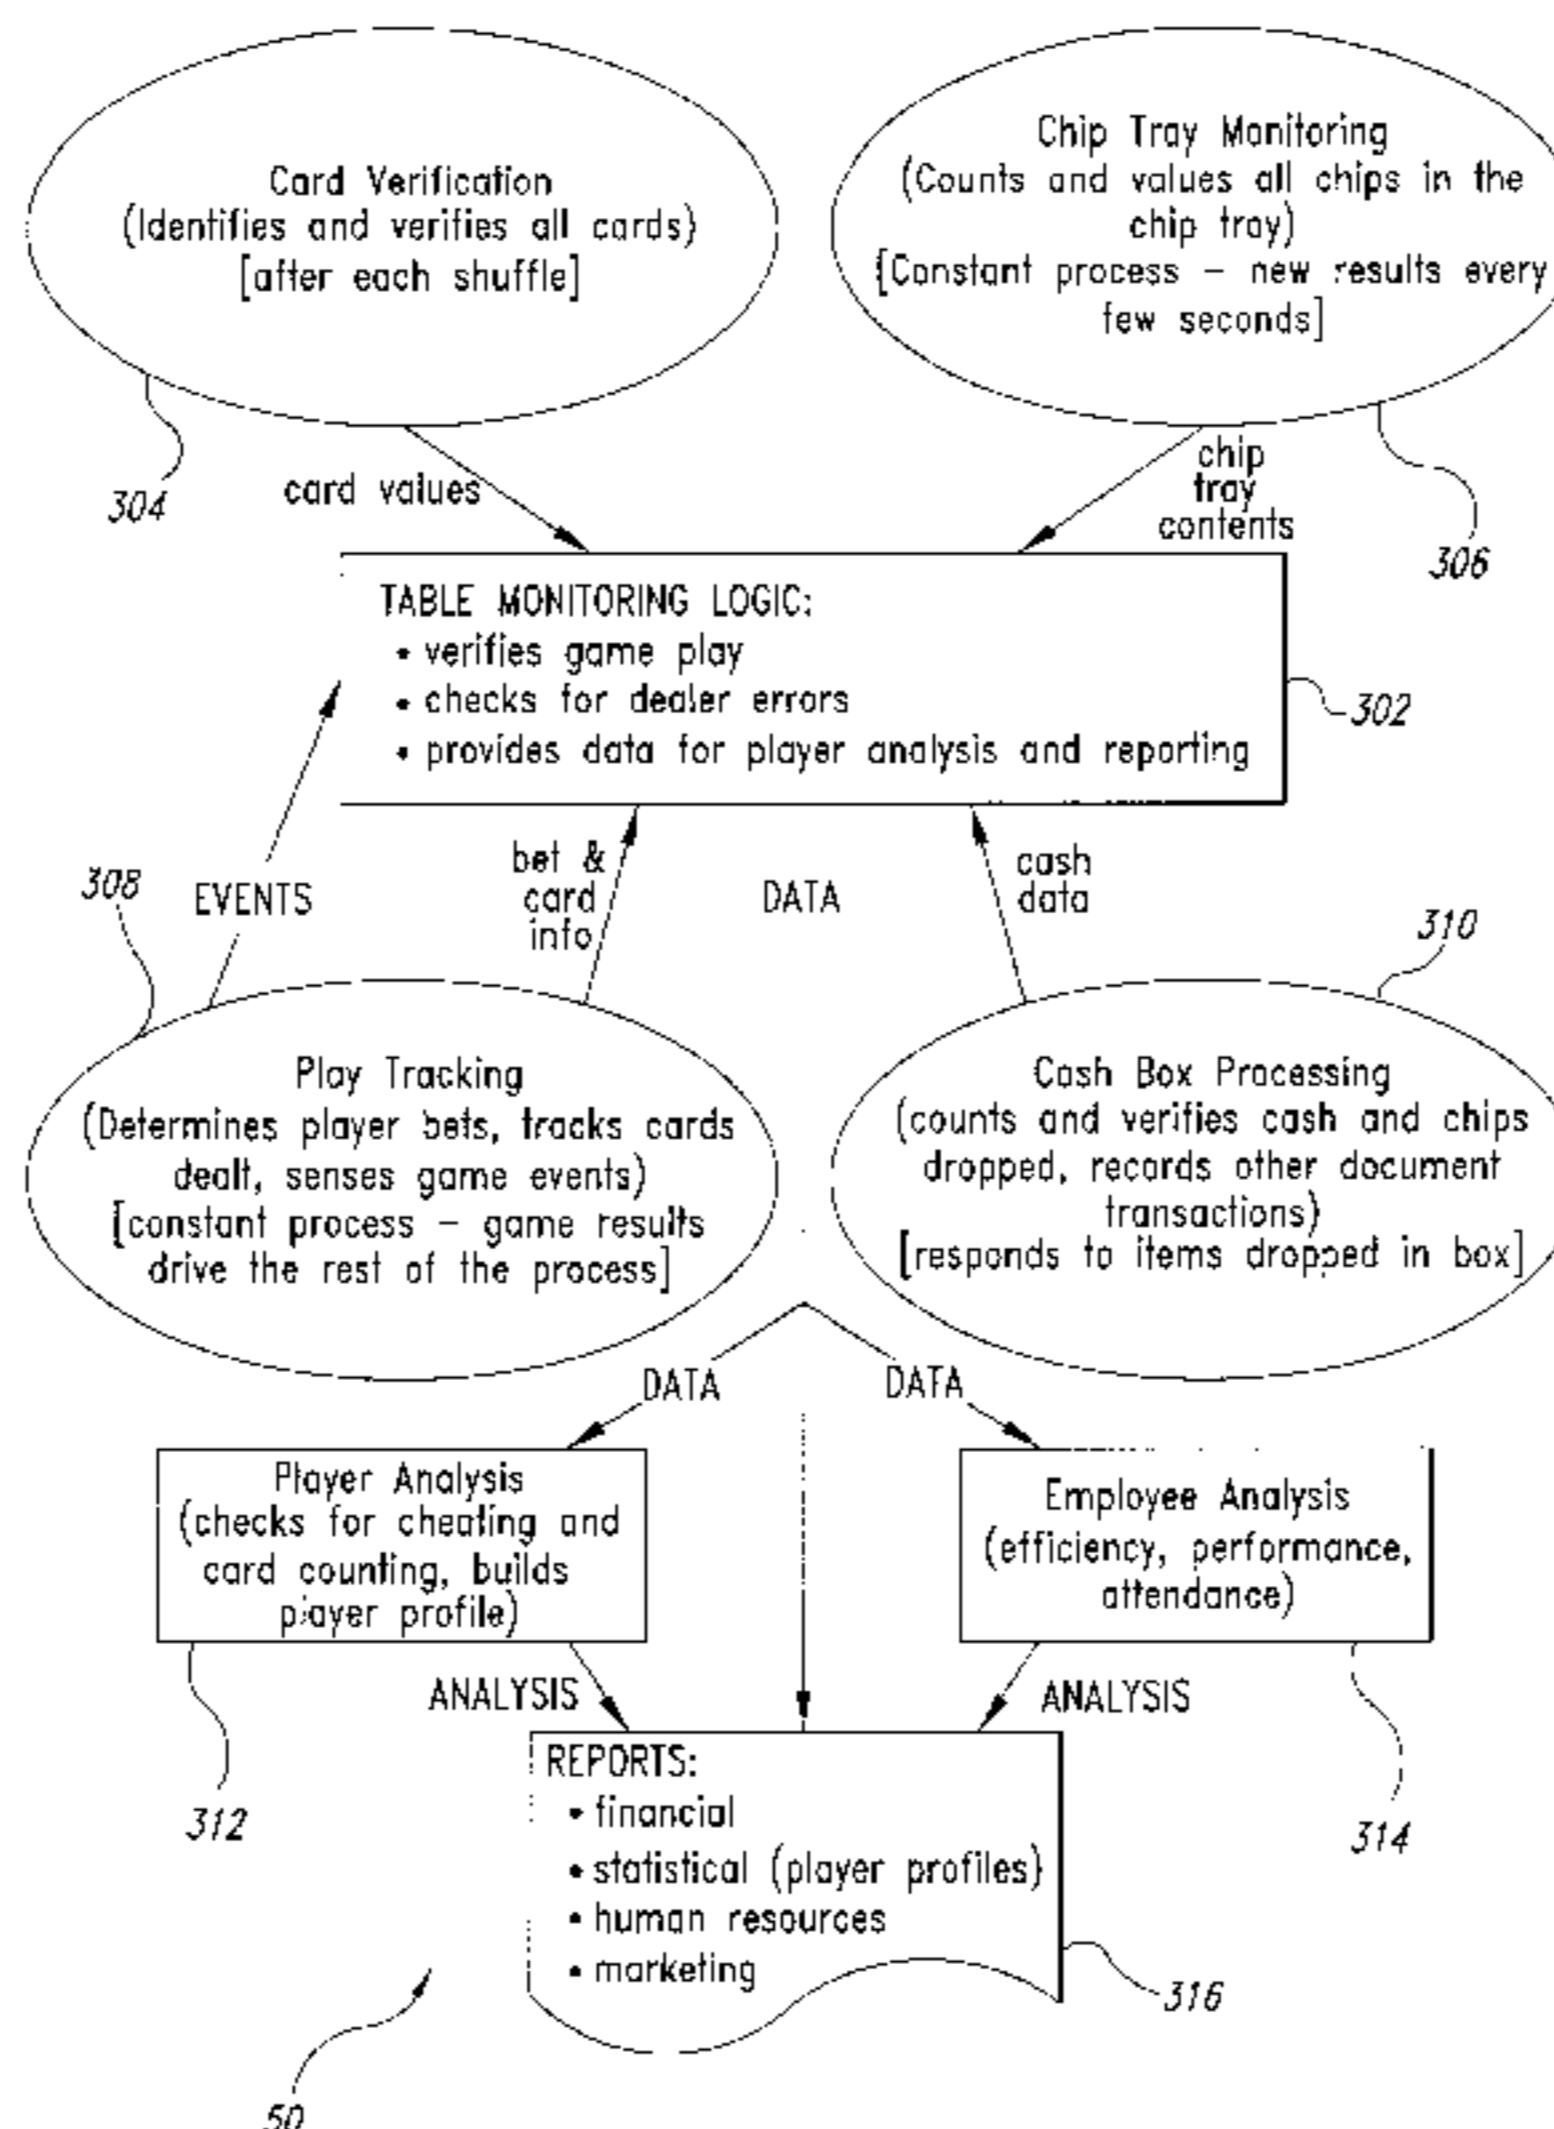 Card Verification
(Identifies and verifies all cards)
[after each shuffle]
Chip Tray Monitoring
(Counts and values all chips in the
chip tray)
[Constant process – new results every
few seconds]
304
card values
chip
tray
contents
306
TABLE MONITORING LOGIC:
• verifies game play
• checks for dealer errors
• provides data for player analysis and reporting
302
308
EVENTS
bet &
card
info
DATA
cash
data
310
Play Tracking
(Determines player bets, tracks cards
dealt, senses game events)
[constant process – game results
drive the rest of the process]
Cash Box Processing
(counts and verifies cash and chips
dropped, records other document
transactions)
[responds to items dropped in box]
DATA
DATA
Player Analysis
(checks for cheating and
card counting, builds
player profile)
Employee Analysis
(efficiency, performance,
attendance)
ANALYSIS
ANALYSIS
312
314
REPORTS:
• financial
• statistical (player profiles)
• human resources
• marketing
316
50